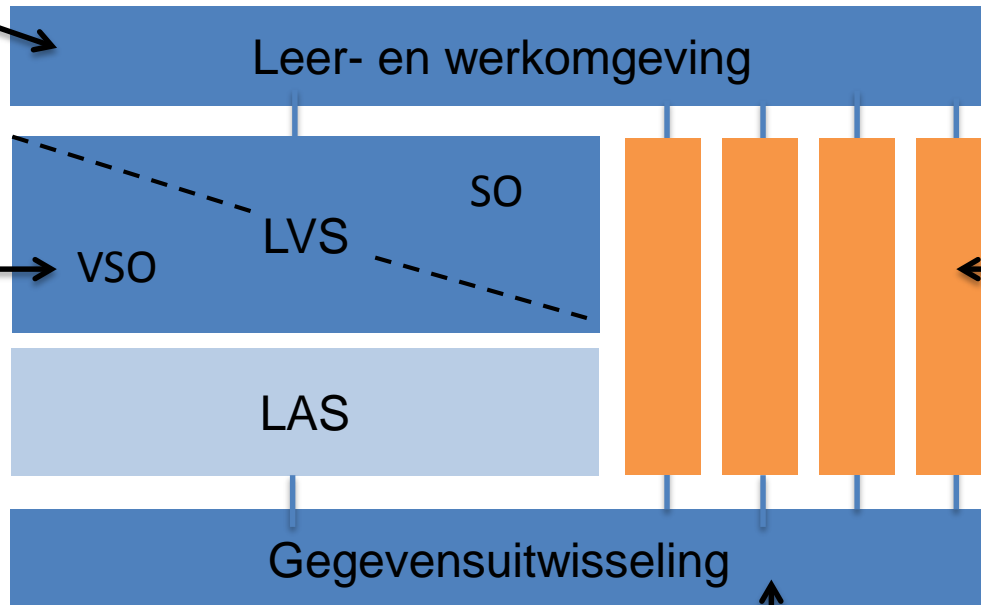 Leer- en werkomgeving
SO
LVS
VSO
LAS
Gegevensuitwisseling